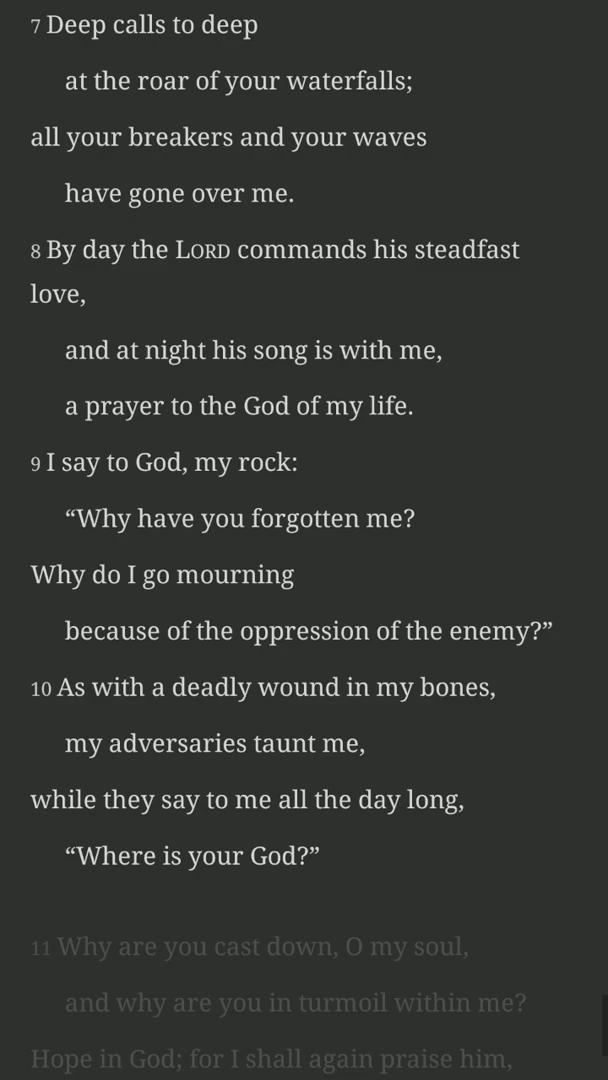 7 Deep calls to deep
at the roar of your waterfalls;
all your breakers and your waves
have gone over me.
8 By day the LORD commands his steadfast
love,
and at night his song is with me,
a prayer to the God of my life.
9 I say to God, my rock:
“Why have you forgotten me?
Why do I go mourning
because of the oppression of the enemy?”
10 As with a deadly wound in my bones,
my adversaries taunt me,
while they say to me all the day long,
“Where is your God?”
11 Why are you cast down, O my soul,
and why are you in turmoil within me?
Hope in God; for I shall again praise him,